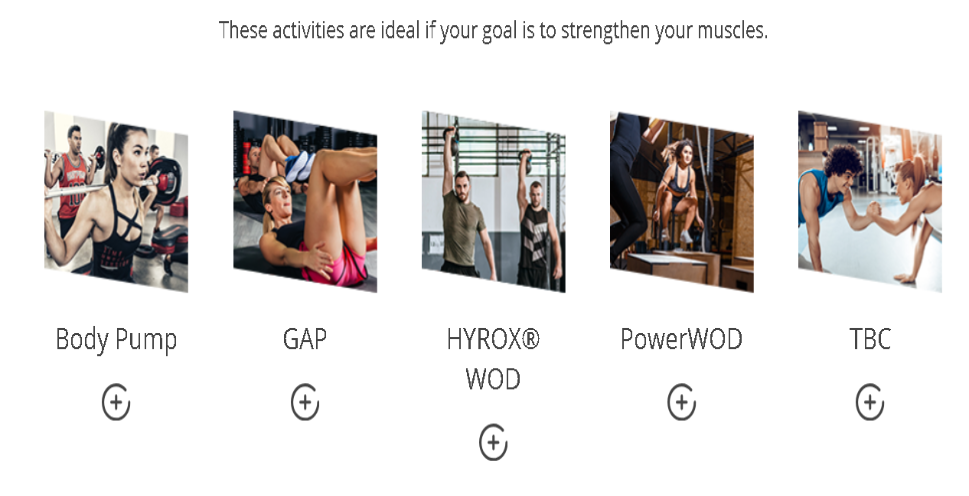 These activities are ideal if your goal is to strengthen your muscles.
Body Pump
GAP
HYROX®
WOD
PowerWOD
TBC